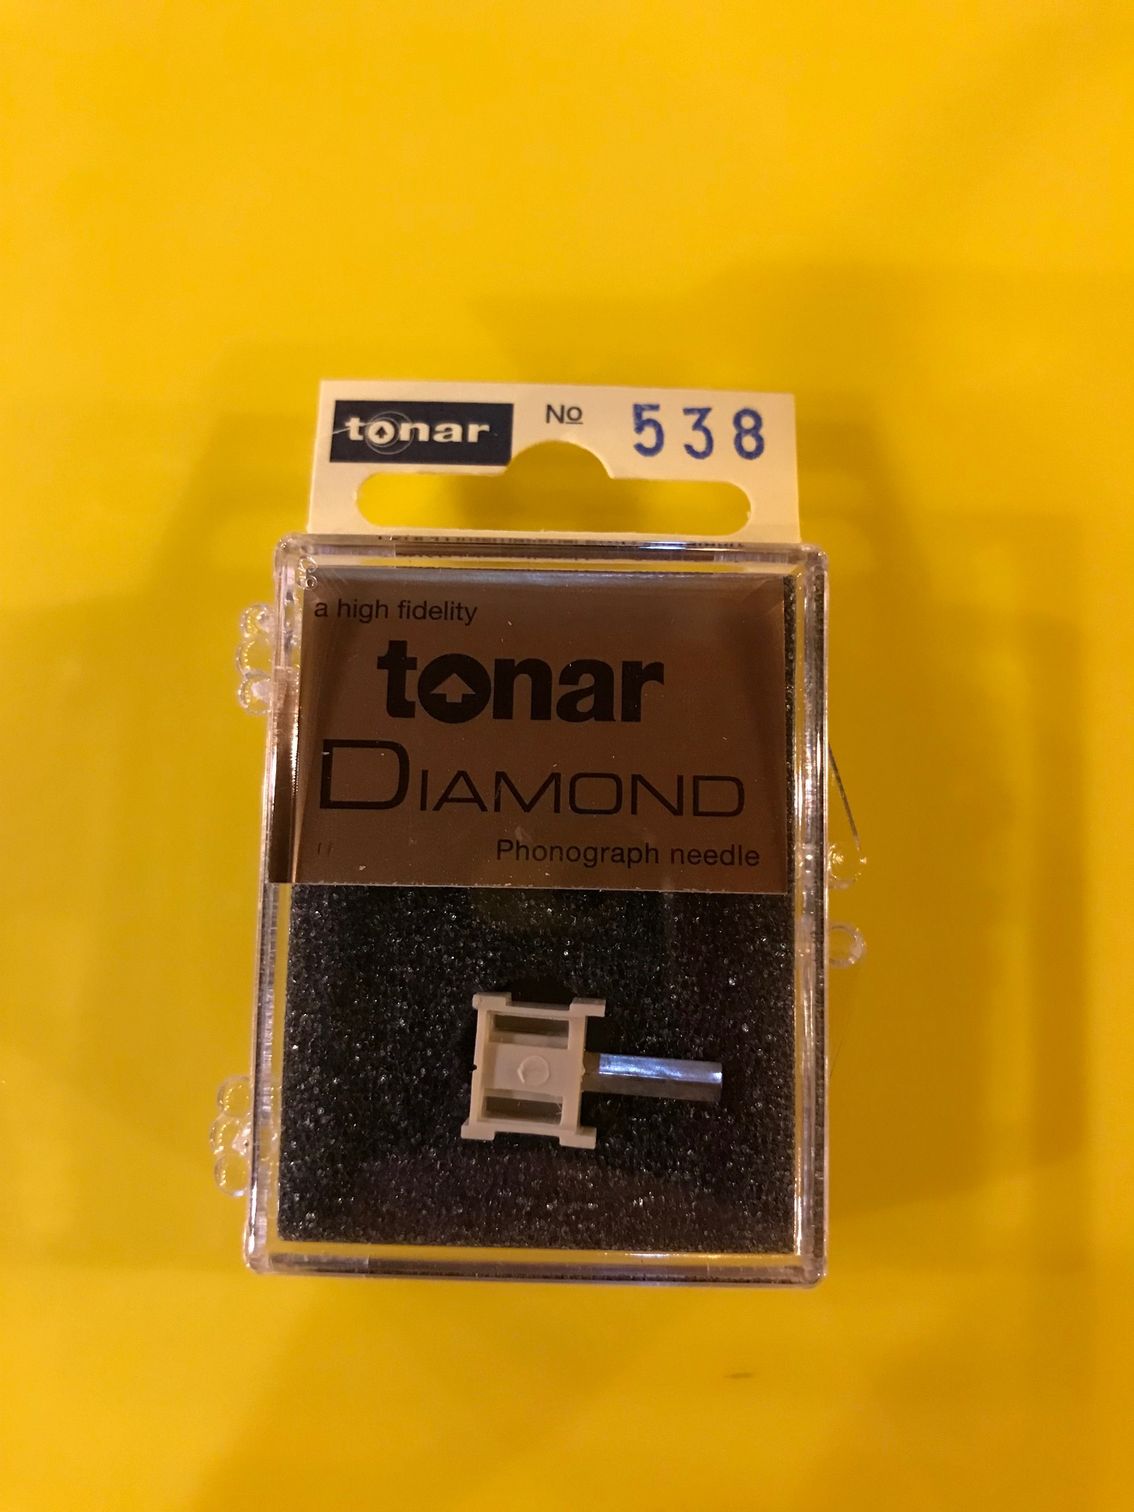 tonar No 538
a high fidelity
tonar
DIAMOND
Phonograph needle